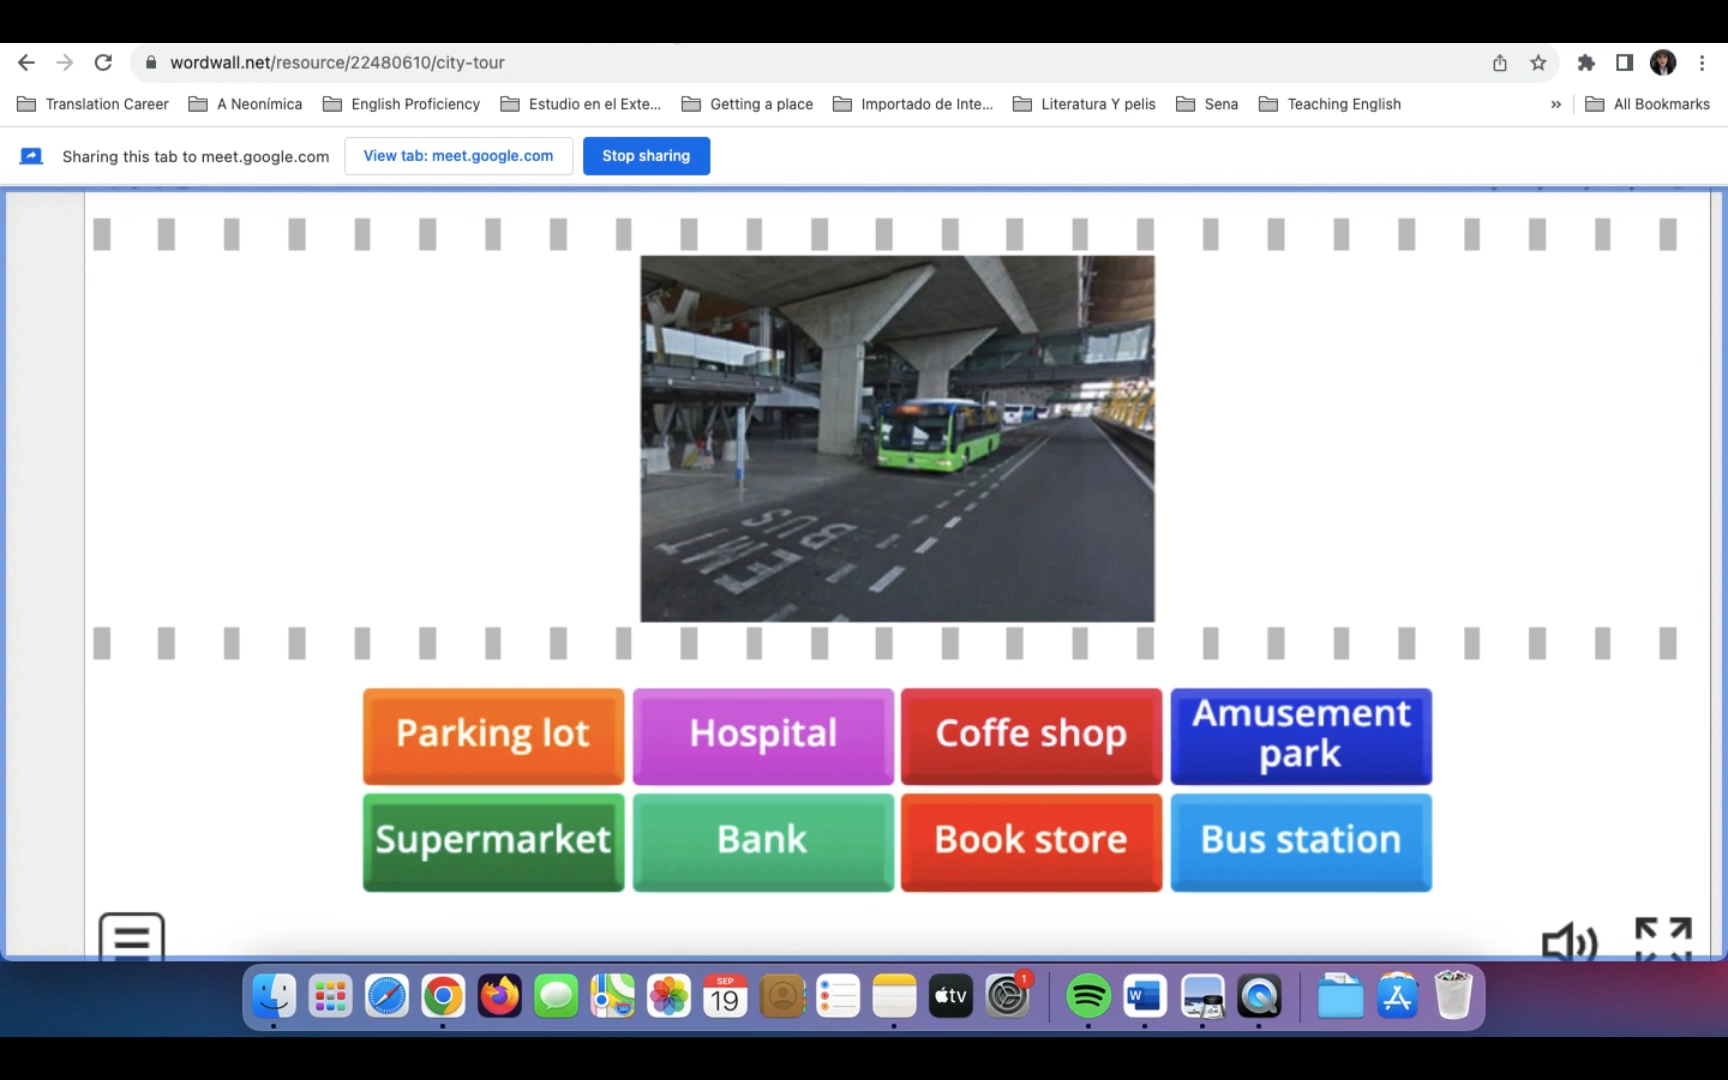 wordwall.net/resource/22480610/city-tour
Translation Career A Neonímica English Proficiency Estudio en el Exte... Getting a place Importado de Inte... Literatura Y pelis Sena Teaching English » All Bookmarks
Sharing this tab to meet.google.com View tab: meet.google.com Stop sharing
BUS
EMT
Parking lot Hospital Coffe shop Amusement park
Supermarket Bank Book store Bus station
SEP
19
tv
1
W